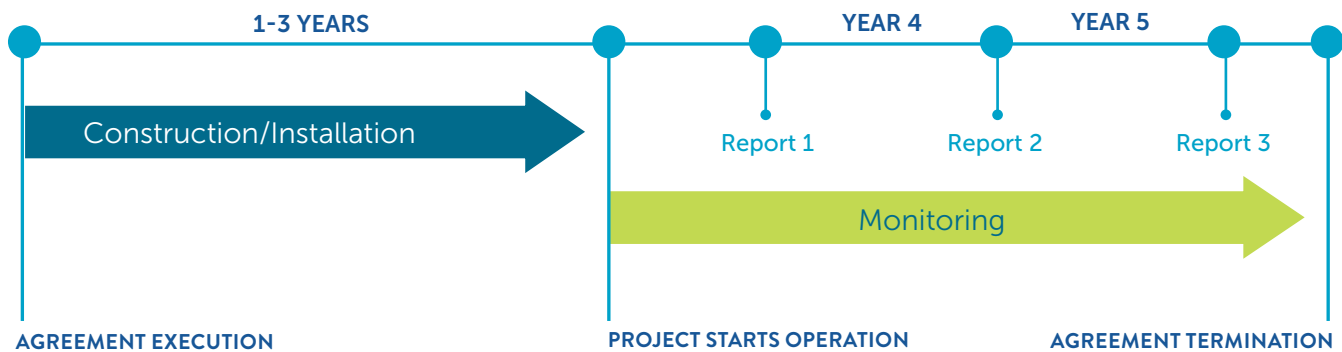 1-3 YEARS
YEAR 4
YEAR 5
Construction/Installation
Report 1
Report 2
Report 3
Monitoring
AGREEMENT EXECUTION
PROJECT STARTS OPERATION
AGREEMENT TERMINATION